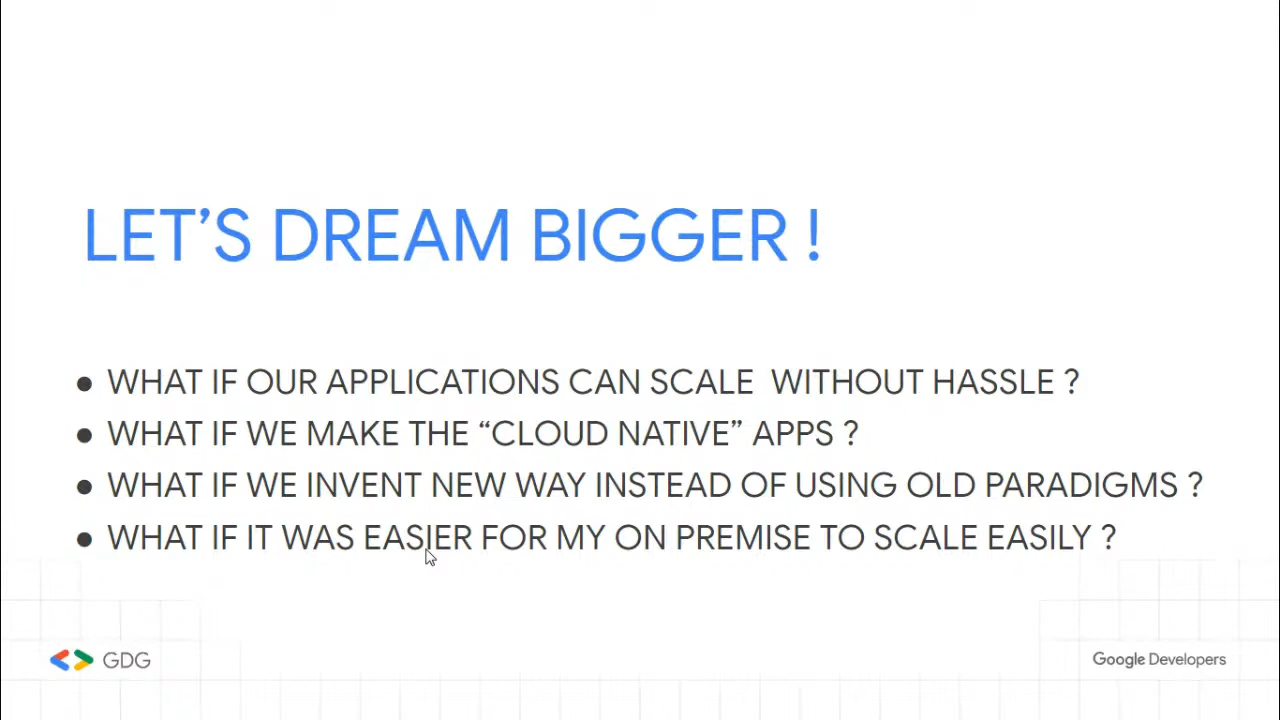 LET’S DREAM BIGGER !
● WHAT IF OUR APPLICATIONS CAN SCALE  WITHOUT HASSLE ?
● WHAT IF WE MAKE THE “CLOUD NATIVE” APPS ?
● WHAT IF WE INVENT NEW WAY INSTEAD OF USING OLD PARADIGMS ?
● WHAT IF IT WAS EASIER FOR MY ON PREMISE TO SCALE EASILY ?
GDG
Google Developers